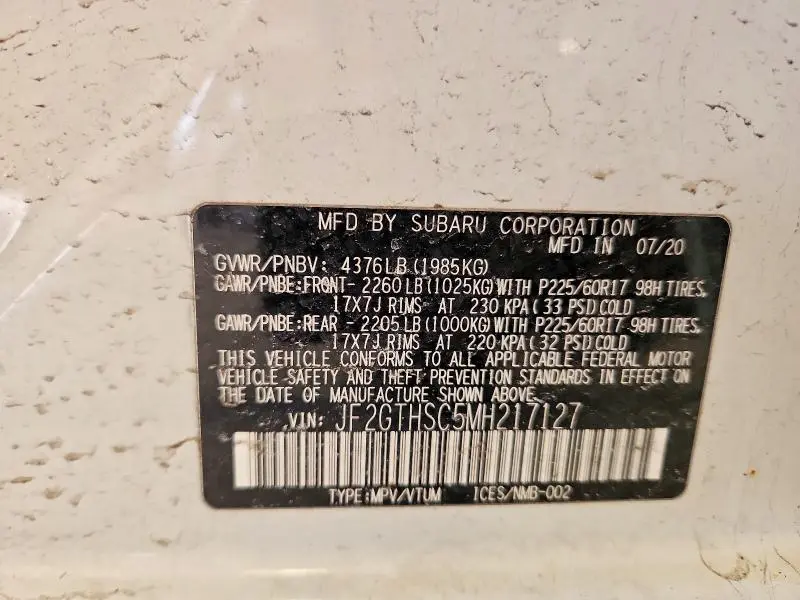 MFD BY SUBARU CORPORATION
MFD IN 07/20
GVWR/PNBV: 4376LB(1985KG)
GAWR/PNBE:FRONT- 2260LB(1025KG)WITH P225/60R17 98H TIRES,
17X7J RIMS AT 230 KPA(33 PSI)COLD
GAWR/PNBE:REAR - 2205LB(1000KG)WITH P225/60R17 98H TIRES,
17X7J RIMS AT 220 KPA(32 PSI)COLD
THIS VEHICLE CONFORMS TO ALL APPLICABLE FEDERAL MOTOR
VEHICLE SAFETY AND THEFT PREVENTION STANDARDS IN EFFECT ON
THE DATE OF MANUFACTURE SHOWN ABOVE.
VIN: JF2GTHSC5MH217127
TYPE:MPV/VTUM ICES/NMB-002